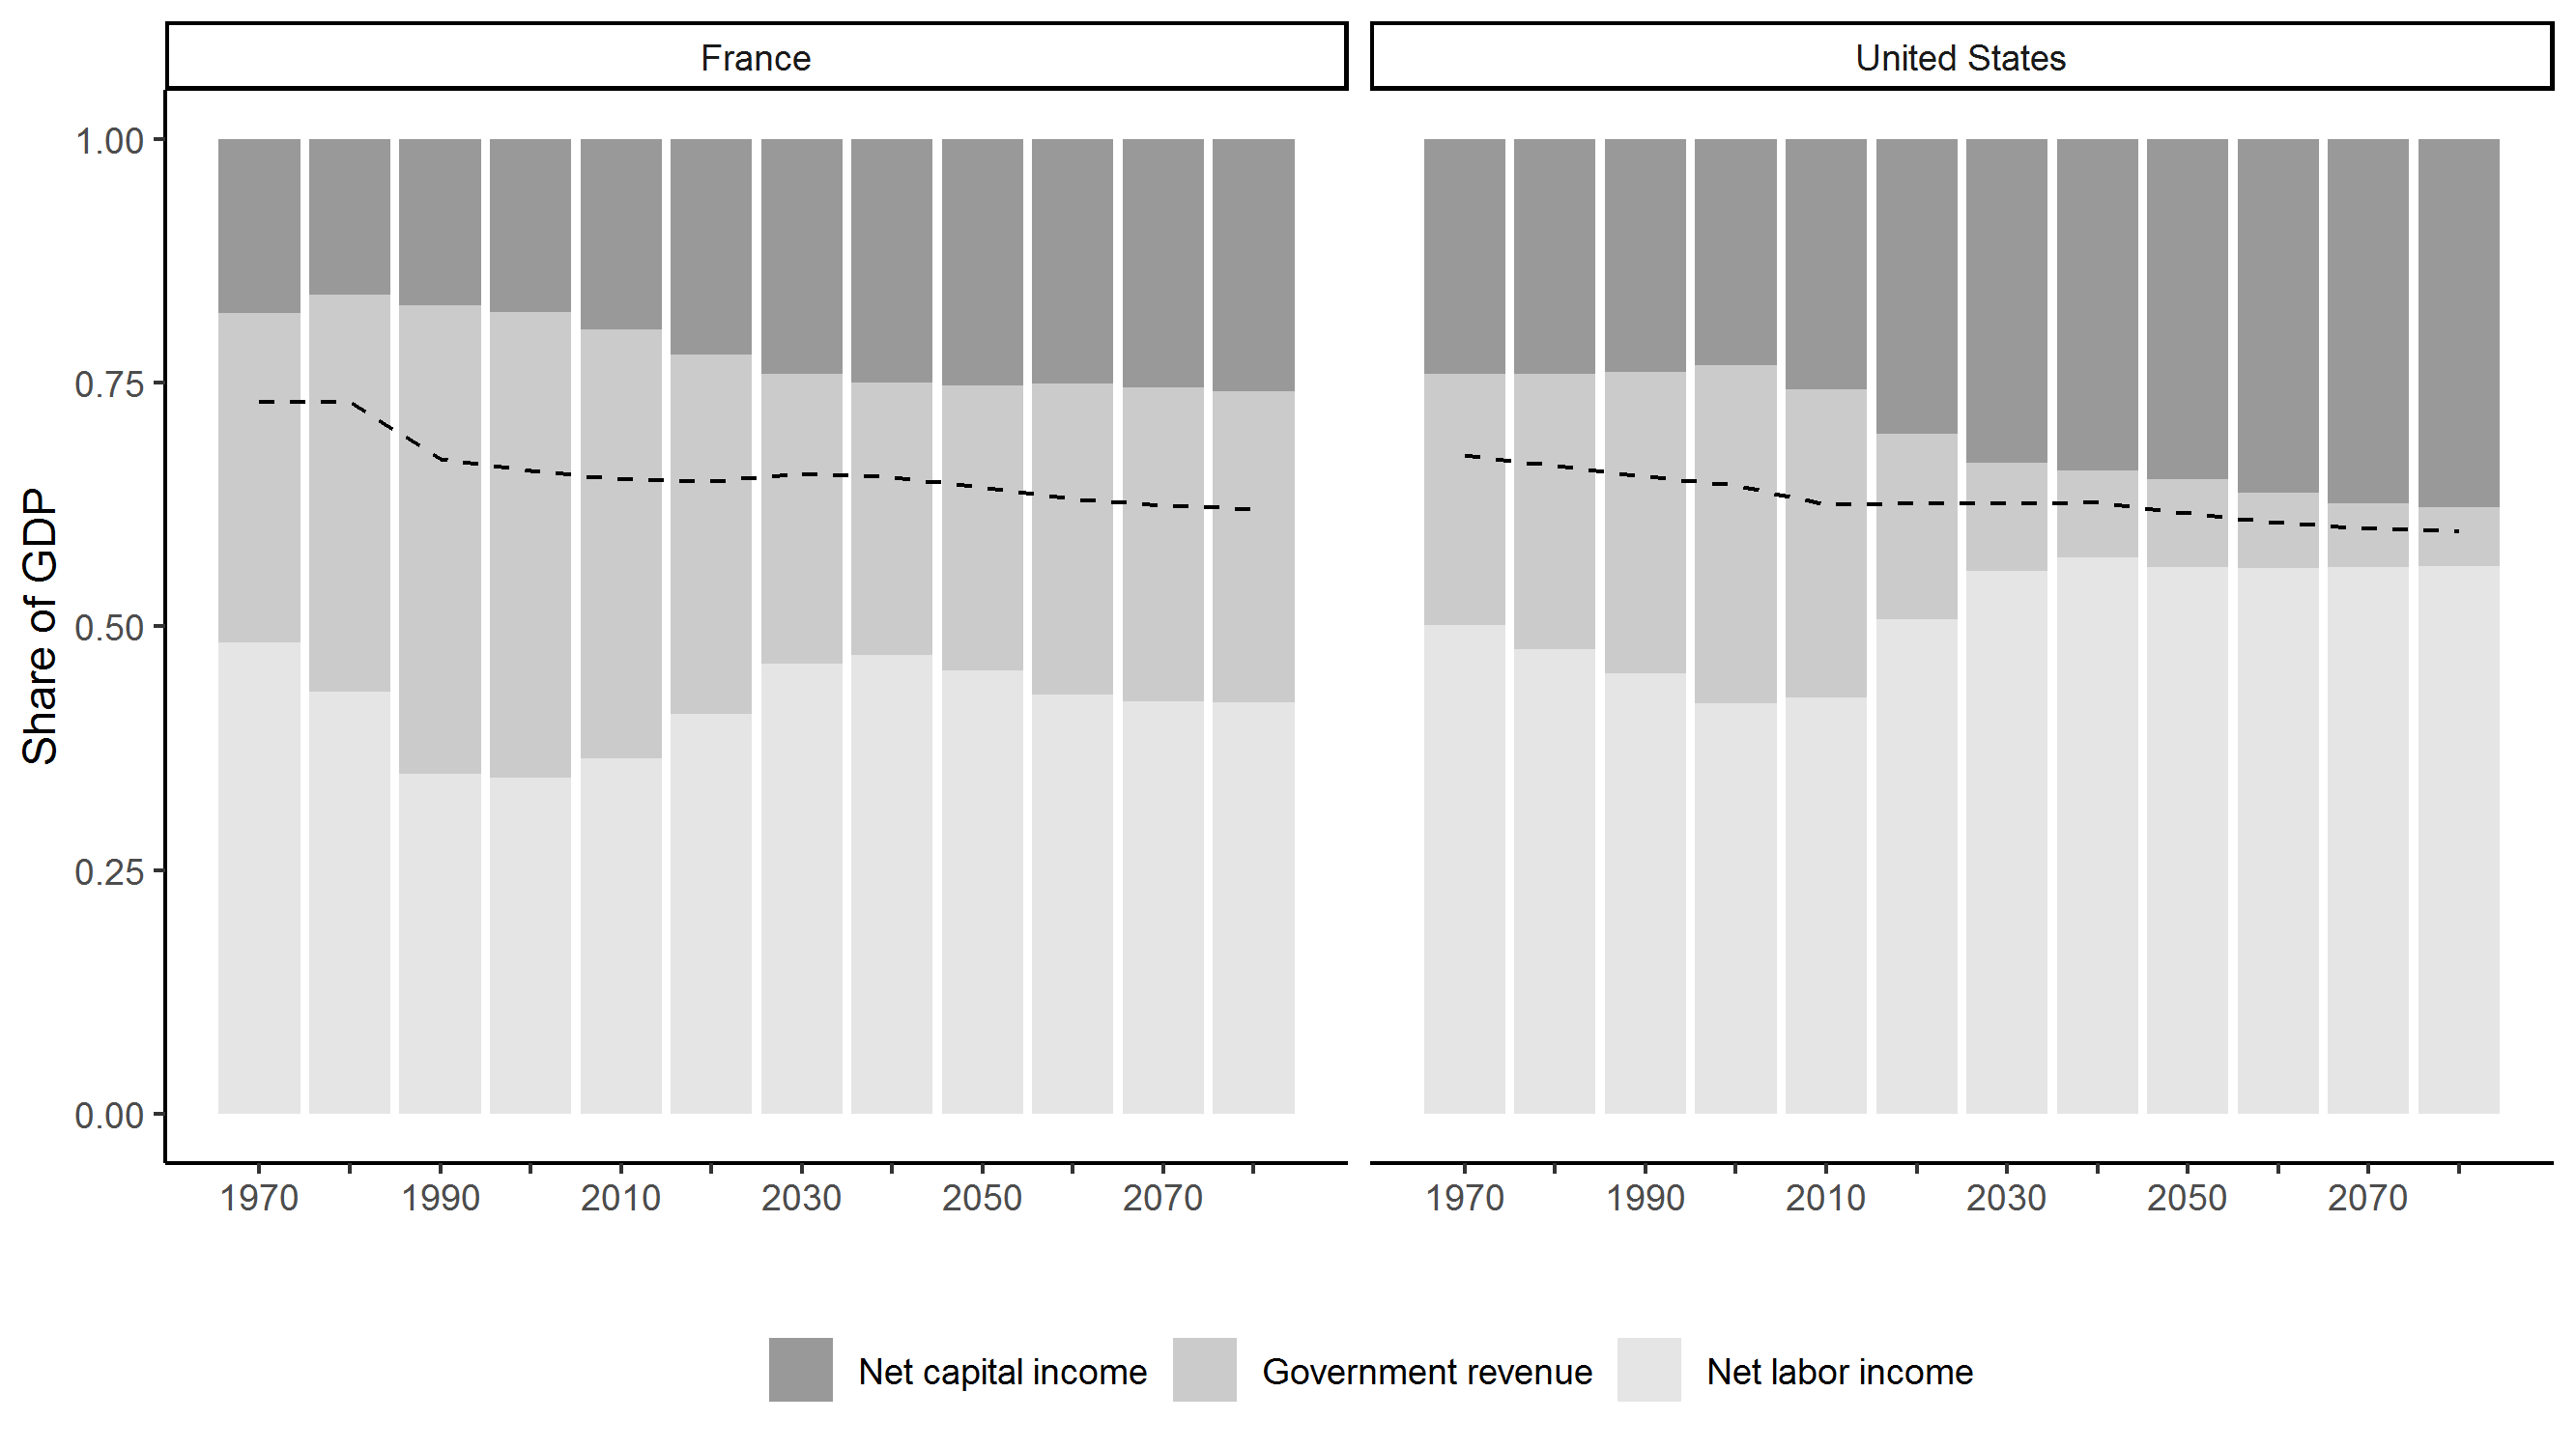 France
United States
1.00
0.75
0.50
0.25
0.00
Share of GDP
1970 1990 2010 2030 2050 2070
1970 1990 2010 2030 2050 2070
Net capital income Government revenue Net labor income